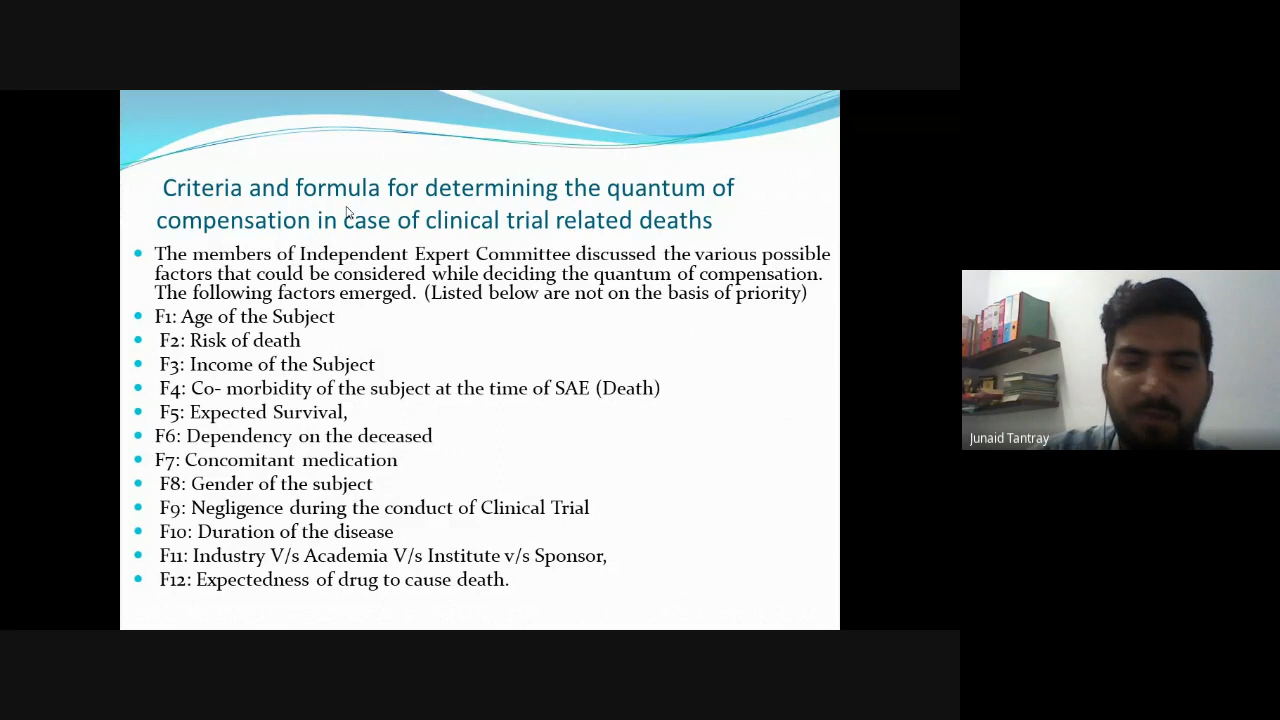 Criteria and formula for determining the quantum of
compensation in case of clinical trial related deaths
• The members of Independent Expert Committee discussed the various possible
factors that could be considered while deciding the quantum of compensation.
The following factors emerged. (Listed below are not on the basis of priority)
• F1: Age of the Subject
• F2: Risk of death
• F3: Income of the Subject
• F4: Co- morbidity of the subject at the time of SAE (Death)
• F5: Expected Survival,
• F6: Dependency on the deceased
• F7: Concomitant medication
• F8: Gender of the subject
• F9: Negligence during the conduct of Clinical Trial
• F10: Duration of the disease
• F11: Industry V/s Academia V/s Institute v/s Sponsor,
• F12: Expectedness of drug to cause death.
Junaid Tantray